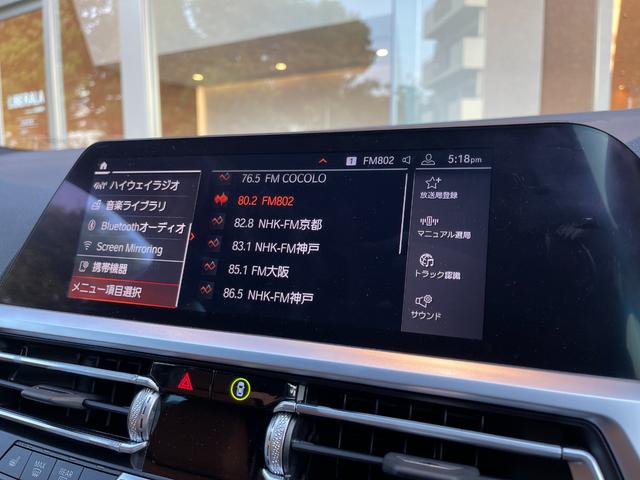 1 FM802 5:18pm
ハイウェイラジオ
音楽ライブラリ
Bluetoothオーディオ
Screen Mirroring
携帯機器
メニュー項目選択
76.5 FM COCOLO
80.2 FM802
82.8 NHK-FM京都
83.1 NHK-FM神戸
85.1 FM大阪
86.5 NHK-FM神戸
放送局登録
マニュアル選局
トラック認識
サウンド
MAX
REAR